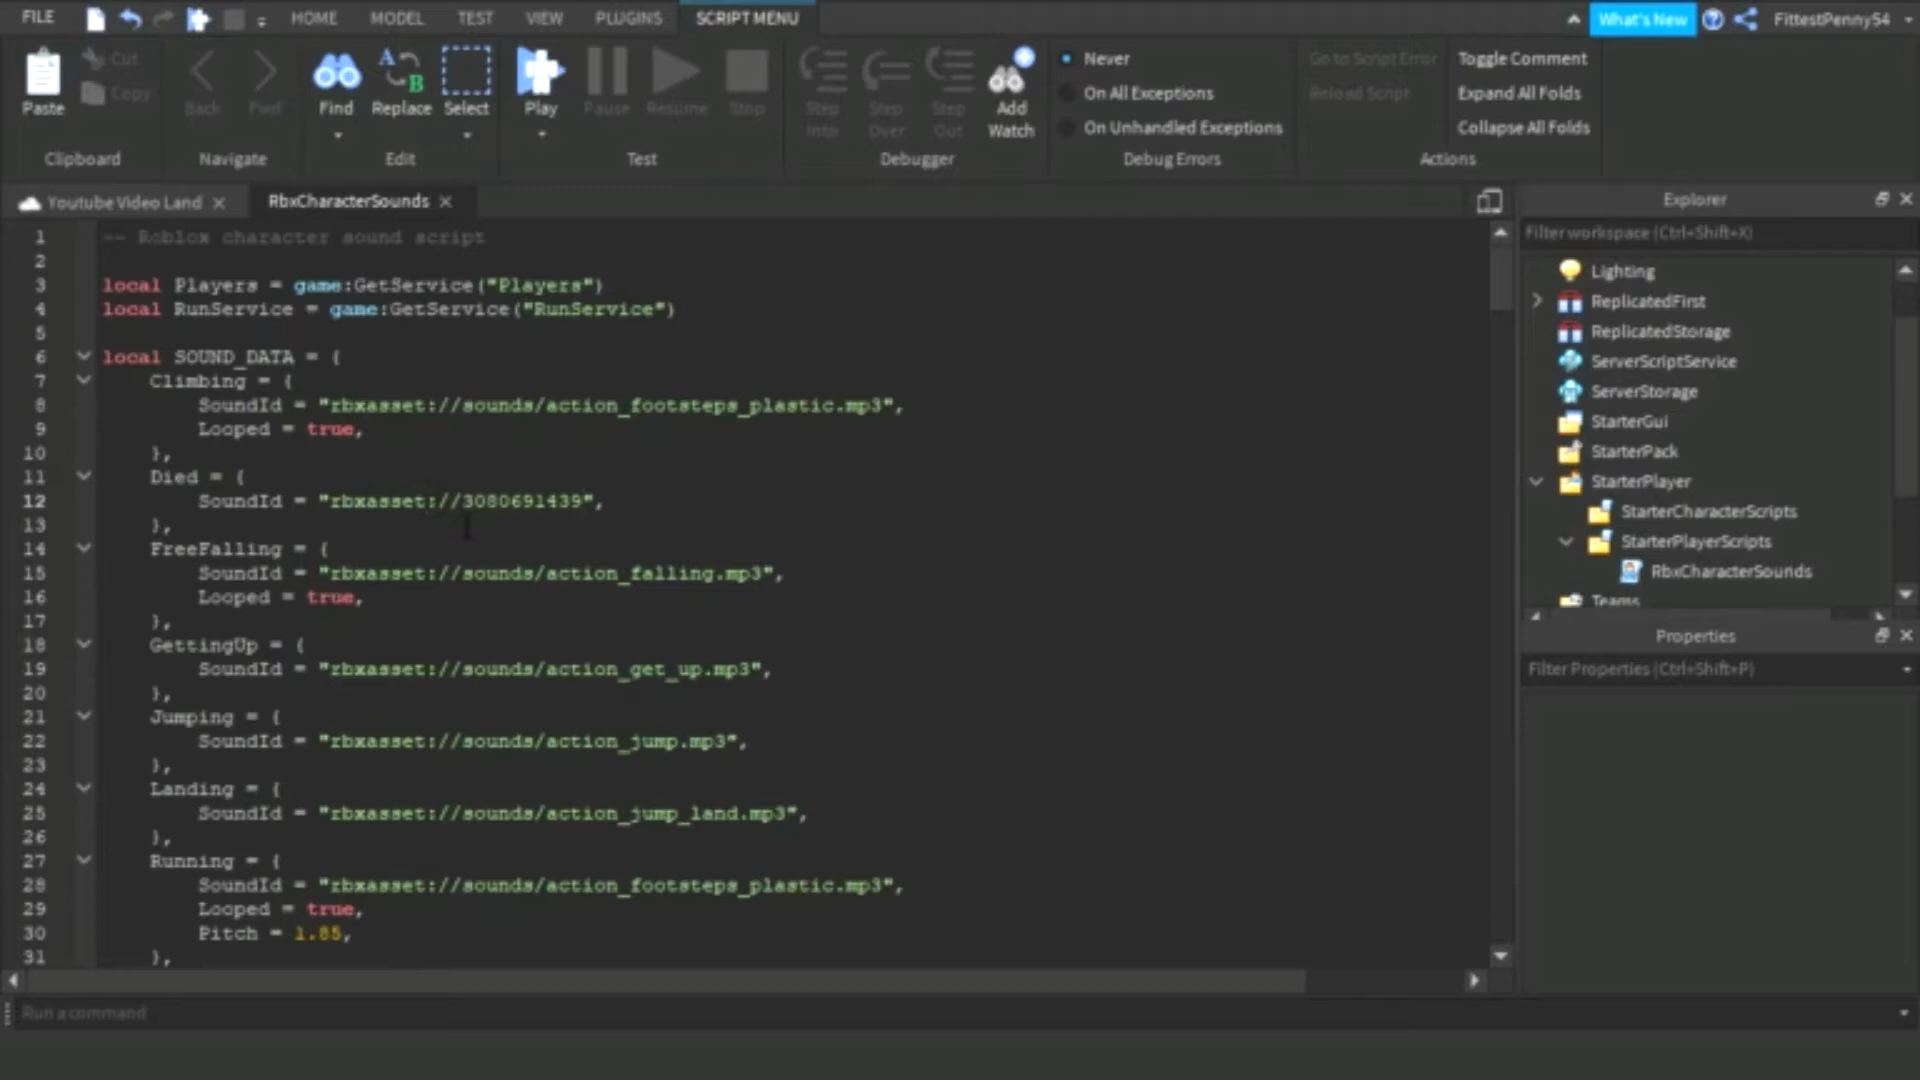 FILE HOME MODEL TEST VIEW PLUGINS SCRIPT MENU What's New FittestPenny54
Paste Cut Copy Back Fwd Find Replace Select Play Pause Resume Stop Step Into Step Over Step Out Add Watch
Never
On All Exceptions
On Unhandled Exceptions
Go to Script Error
Reload Script
Toggle Comment
Expand All Folds
Collapse All Folds
Clipboard Navigate Edit Test Debugger Debug Errors Actions
Youtube Video Land RbxCharacterSounds
1 -- Roblox character sound script
2
3 local Players = game:GetService("Players")
4 local RunService = game:GetService("RunService")
5
6 local SOUND_DATA = {
7 Climbing = {
8 SoundId = "rbxasset://sounds/action_footsteps_plastic.mp3",
9 Looped = true,
10 },
11 Died = {
12 SoundId = "rbxasset://3080691439",
13 },
14 FreeFalling = {
15 SoundId = "rbxasset://sounds/action_falling.mp3",
16 Looped = true,
17 },
18 GettingUp = {
19 SoundId = "rbxasset://sounds/action_get_up.mp3",
20 },
21 Jumping = {
22 SoundId = "rbxasset://sounds/action_jump.mp3",
23 },
24 Landing = {
25 SoundId = "rbxasset://sounds/action_jump_land.mp3",
26 },
27 Running = {
28 SoundId = "rbxasset://sounds/action_footsteps_plastic.mp3",
29 Looped = true,
30 Pitch = 1.85,
31 },
Run a command
Explorer
Filter workspace (Ctrl+Shift+X)
Lighting
ReplicatedFirst
ReplicatedStorage
ServerScriptService
ServerStorage
StarterGui
StarterPack
StarterPlayer
StarterCharacterScripts
StarterPlayerScripts
RbxCharacterSounds
Teams
Properties
Filter Properties (Ctrl+Shift+P)